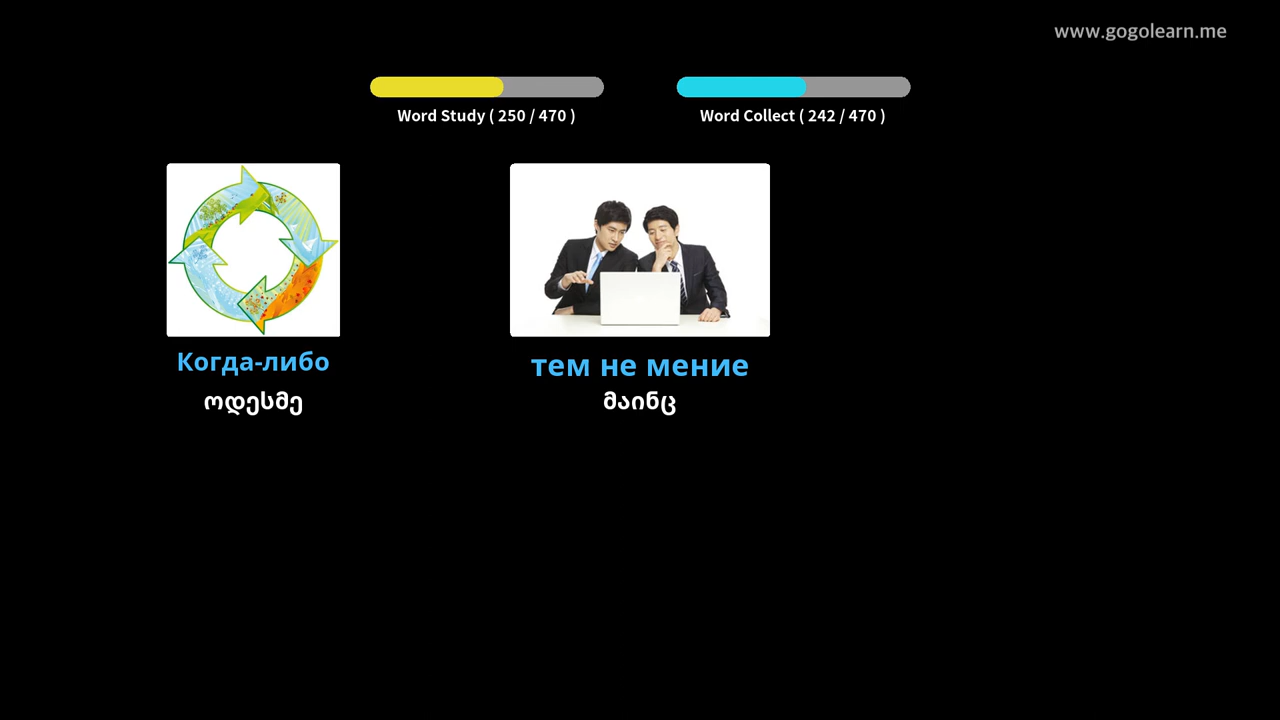 www.gogolearn.me
Word Study ( 250 / 470 )
Word Collect ( 242 / 470 )
Когда-либо
ოდესმე
тем не мение
მაინც